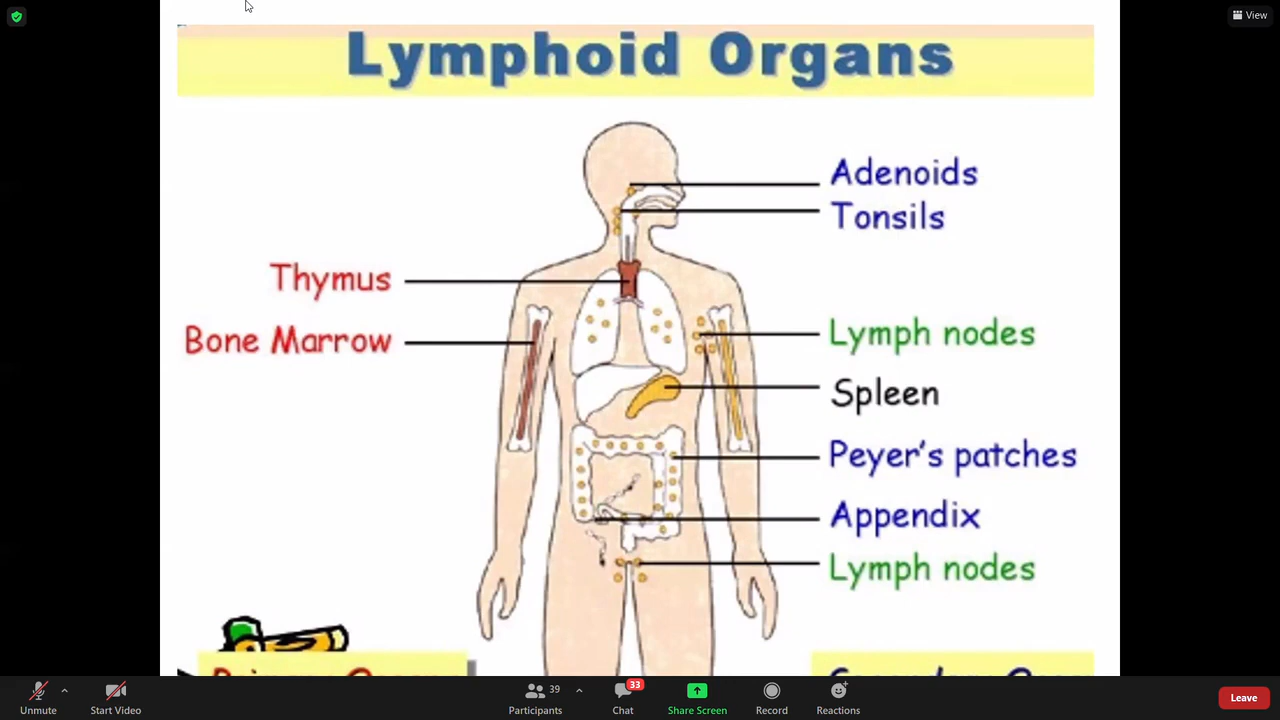 View
Lymphoid Organs
Adenoids
Tonsils
Thymus
Bone Marrow
Lymph nodes
Spleen
Peyer's patches
Appendix
Lymph nodes
Unmute
Start Video
39
Participants
33
Chat
Share Screen
Record
Reactions
Leave